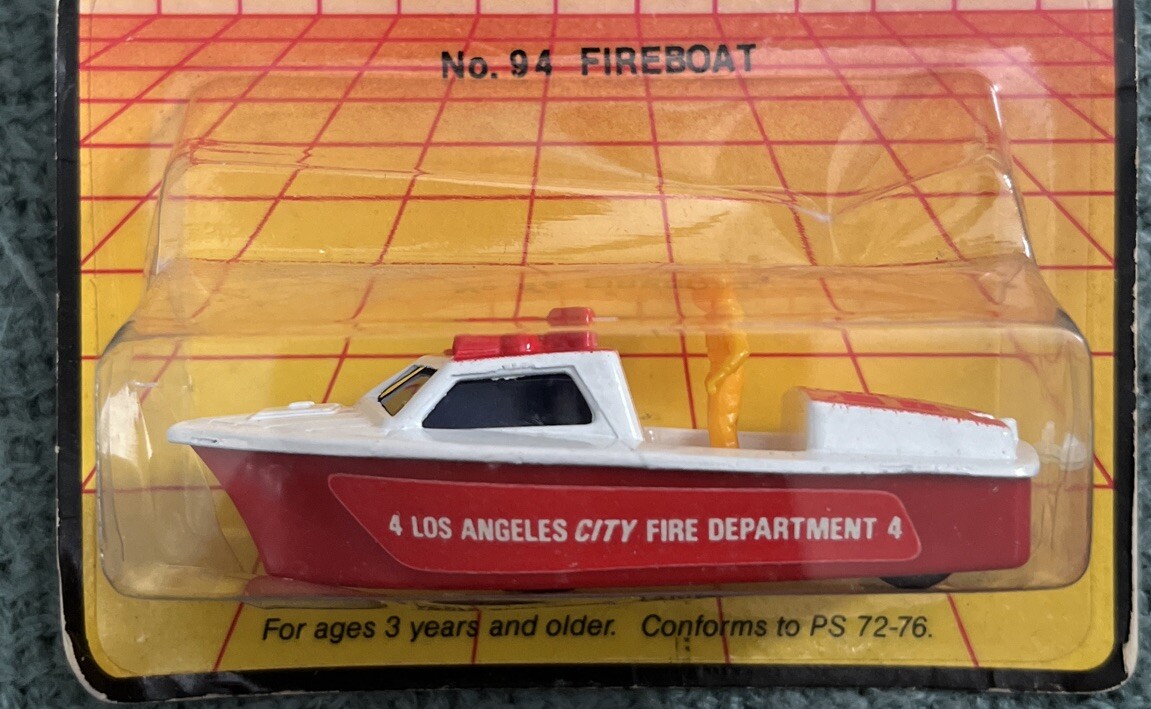 No. 94 FIREBOAT
4 LOS ANGELES CITY FIRE DEPARTMENT 4
For ages 3 years and older. Conforms to PS 72-76.